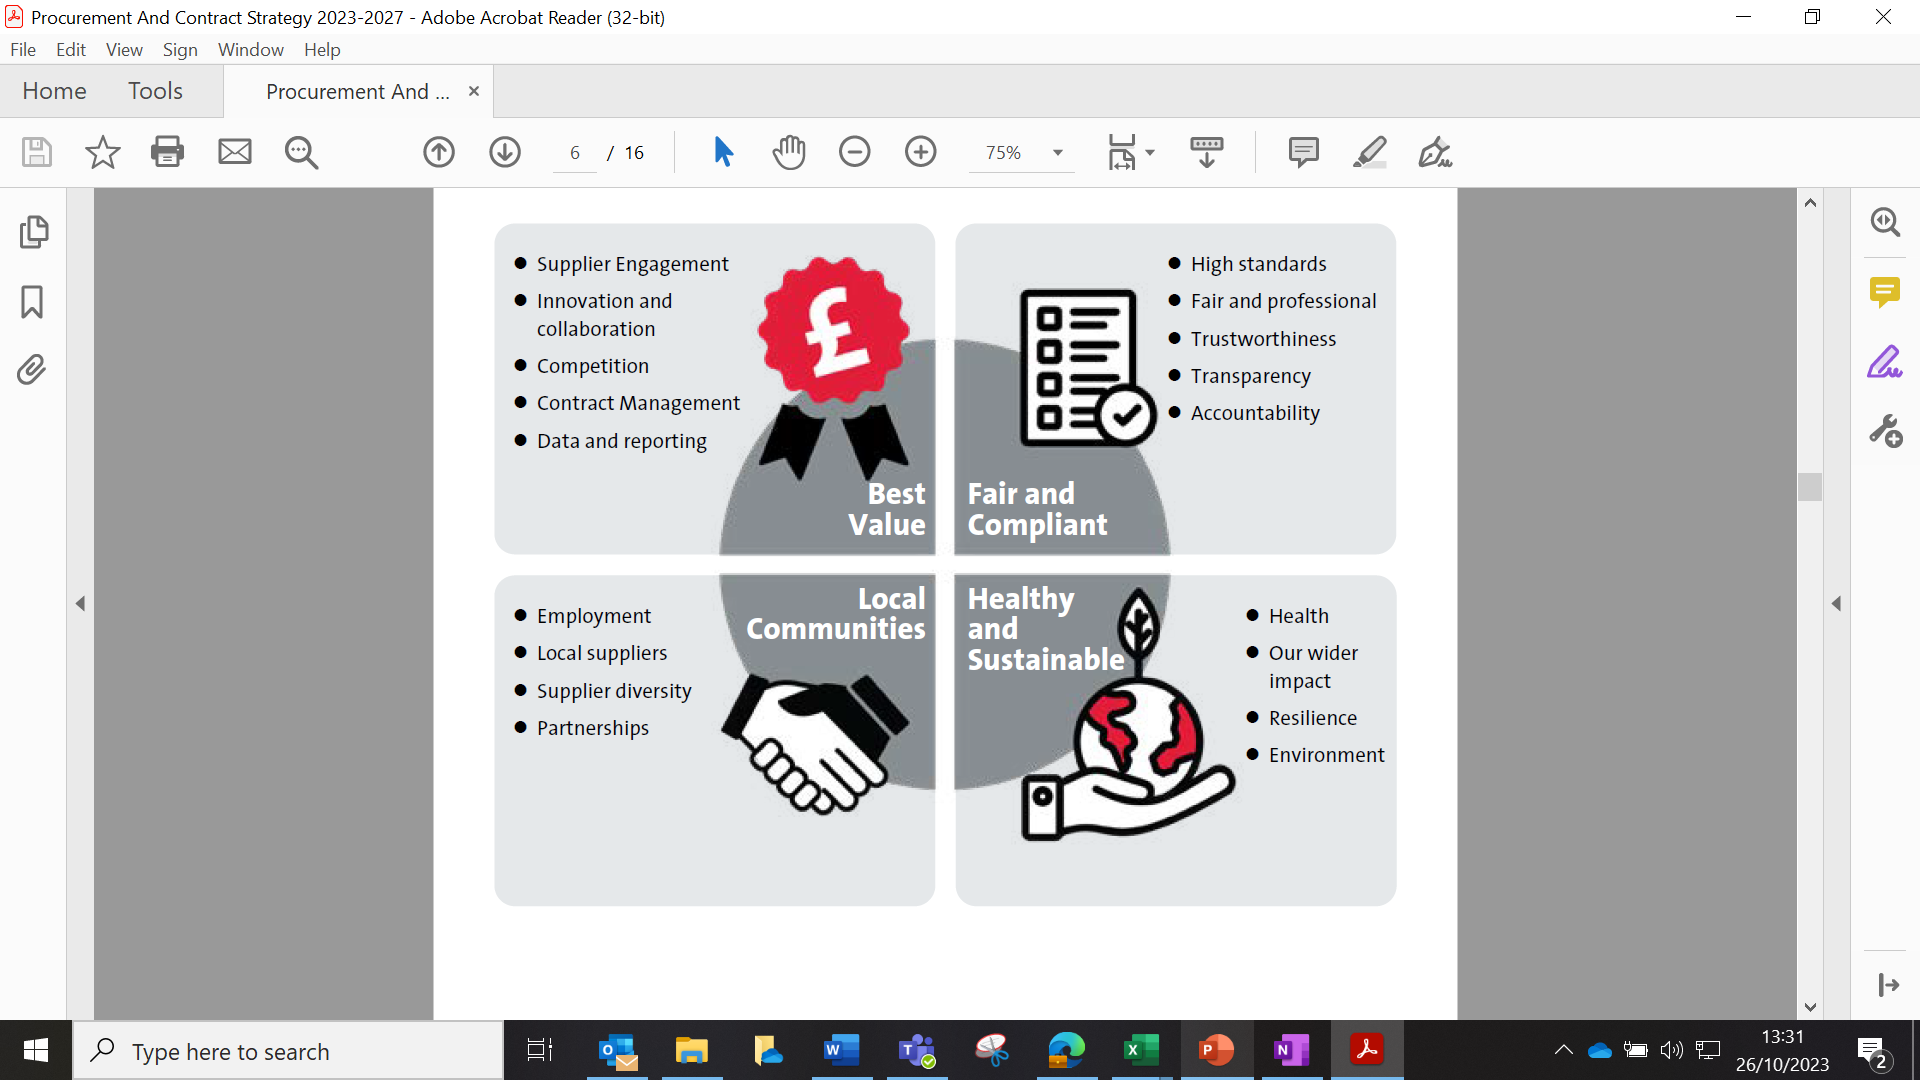 Procurement And Contract Strategy 2023-2027 - Adobe Acrobat Reader (32-bit)
File Edit View Sign Window Help
Home Tools Procurement And ... ×
6 / 16 75%
Supplier Engagement
Innovation and
collaboration
Competition
Contract Management
Data and reporting
£
Best
Value
High standards
Fair and professional
Trustworthiness
Transparency
Accountability
Fair and
Compliant
Employment
Local suppliers
Supplier diversity
Partnerships
Local
Communities
Healthy
and
Sustainable
Health
Our wider
impact
Resilience
Environment
Type here to search
O
W
T
X
P
N
13:31
26/10/2023
2